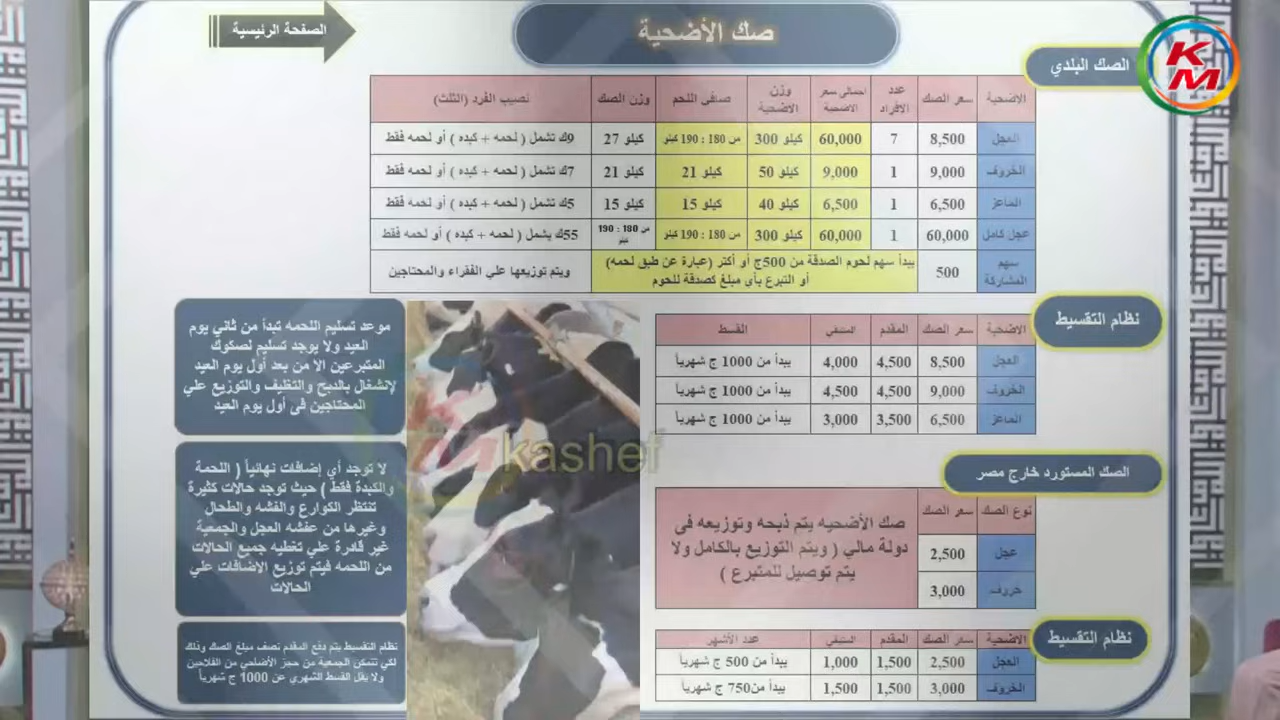 صك الأضحية
الصفحة الرئيسية
KM
الصك البلدي
الاضحية سعر الصك عدد الافراد اجمالى سعر الاضحية وزن الاضحية صافى اللحم وزن الصك نصيب الفرد (الثلث)
العجل 8,500 7 60,000 300 كيلو من 180 : 190 كيلو 27 كيلو 9ك تشمل ( لحمه + كبده ) أو لحمه فقط
الخروف 9,000 1 9,000 50 كيلو 21 كيلو 21 كيلو 7ك تشمل ( لحمه + كبده ) أو لحمه فقط
الماعز 6,500 1 6,500 40 كيلو 15 كيلو 15 كيلو 5ك تشمل ( لحمه + كبده ) أو لحمه فقط
عجل كامل 60,000 1 60,000 300 كيلو من 180 : 190 كيلو من 180 : 190 كيلو 55ك يشمل ( لحمه + كبده ) أو لحمه فقط
سهم المشاركة 500 يبدأ سهم لحوم الصدقة من 500ج أو أكثر (عبارة عن طبق لحمه) أو التبرع بأى مبلغ كصدقة للحوم ويتم توزيعها علي الفقراء والمحتاجين
نظام التقسيط
الاضحية سعر الصك المقدم المتبقي القسط
العجل 8,500 4,500 4,000 يبدأ من 1000 ج شهرياً
الخروف 9,000 4,500 4,500 يبدأ من 1000 ج شهرياً
الماعز 6,500 3,500 3,000 يبدأ من 1000 ج شهرياً
الصك المستورد خارج مصر
نوع الصك سعر الصك
عجل 2,500
خروف 3,000
صك الأضحيه يتم ذبحه وتوزيعه فى
دولة مالي ( ويتم التوزيع بالكامل ولا
يتم توصيل للمتبرع )
نظام التقسيط
الاضحية سعر الصك المقدم المتبقي عدد الأشهر
العجل 2,500 1,500 1,000 يبدأ من 500 ج شهرياً
الخروف 3,000 1,500 1,500 يبدأ من750 ج شهرياً
موعد تسليم اللحمه تبدأ من ثاني يوم
العيد ولا يوجد تسليم لصكوك
المتبرعين الا من بعد أول يوم العيد
لإنشغال بالدبح والتغليف والتوزيع علي
المحتاجين فى أول يوم العيد
لا توجد أي إضافات نهائياً ( اللحمة
والكبدة فقط ) حيث توجد حالات كثيرة
تنتظر الكوارع والفشه والطحال
وغيرها من عفشه العجل والجمعية
غير قادرة علي تغطيه جميع الحالات
من اللحمه فيتم توزيع الاضافات علي
الحالات
نظام التقسيط يتم دفع المقدم نصف مبلغ الصك وذلك
لكي تتمكن الجمعية من حجز الأضاحي من الفلاحين
ولا يقل القسط الشهري عن 1000 ج شهرياً
kashef